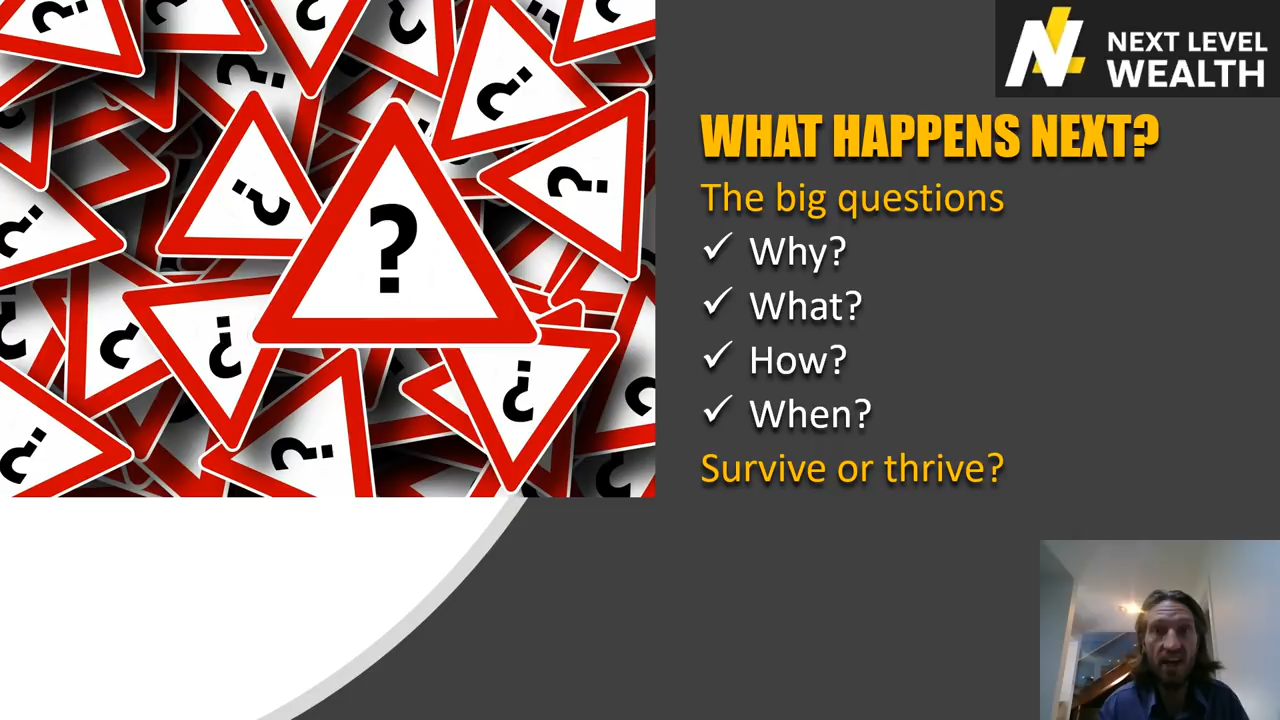 NEXT LEVEL
WEALTH
WHAT HAPPENS NEXT?
The big questions
✓ Why?
✓ What?
✓ How?
✓ When?
Survive or thrive?
?